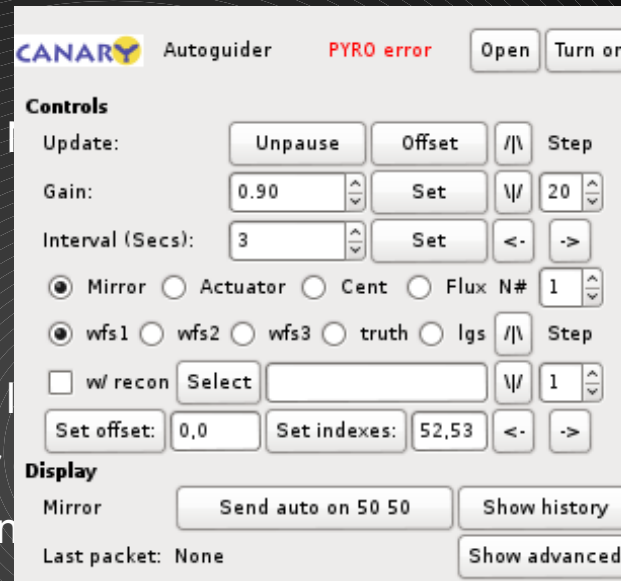 CANARY Autoguider PYRO error Open Turn on
Controls
Update: Unpause Offset /|\ Step
Gain: 0.90 Set \|/ 20
Interval (Secs): 3 Set <- ->
Mirror Actuator Cent Flux N# 1
wfs1 wfs2 wfs3 truth lgs /|\ Step
w/ recon Select \|/ 1
Set offset: 0,0 Set indexes: 52,53 <- ->
Display
Mirror Send auto on 50 50 Show history
Last packet: None Show advanced